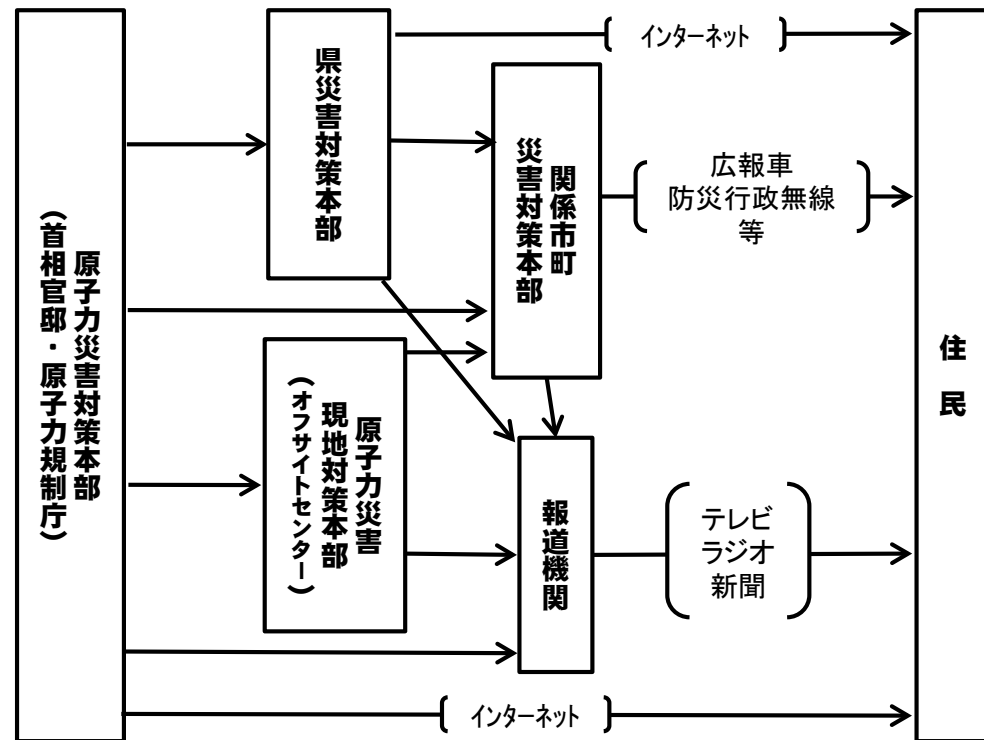 原子力災害対策本部
（首相官邸・原子力規制庁）
県災害対策本部
原子力災害
現地対策本部
（オフサイトセンター）
関係市町
災害対策本部
報道機関
インターネット
広報車
防災行政無線
等
テレビ
ラジオ
新聞
インターネット
住民